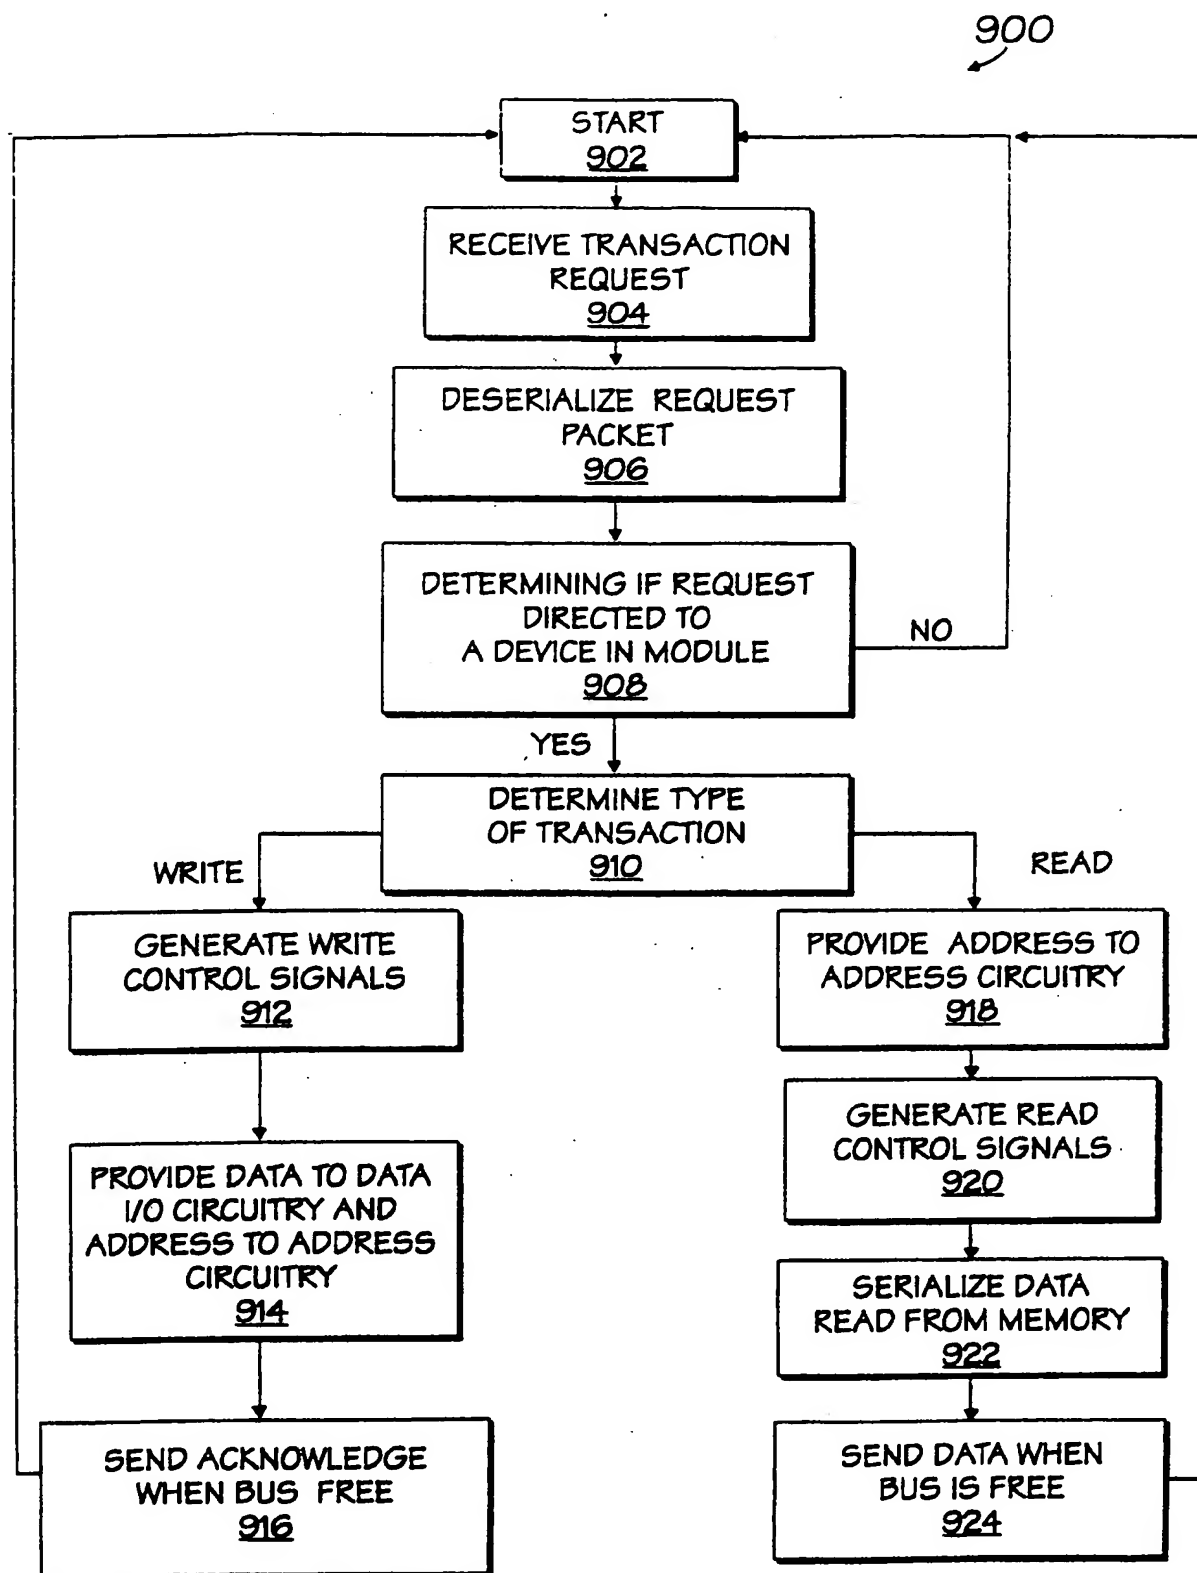 900
START
902
RECEIVE TRANSACTION
REQUEST
904
DESERIALIZE REQUEST
PACKET
906
DETERMINING IF REQUEST
DIRECTED TO
A DEVICE IN MODULE
908
NO
YES
DETERMINE TYPE
OF TRANSACTION
910
WRITE
READ
GENERATE WRITE
CONTROL SIGNALS
912
PROVIDE DATA TO DATA
I/O CIRCUITRY AND
ADDRESS TO ADDRESS
CIRCUITRY
914
SEND ACKNOWLEDGE
WHEN BUS FREE
916
PROVIDE ADDRESS TO
ADDRESS CIRCUITRY
918
GENERATE READ
CONTROL SIGNALS
920
SERIALIZE DATA
READ FROM MEMORY
922
SEND DATA WHEN
BUS IS FREE
924